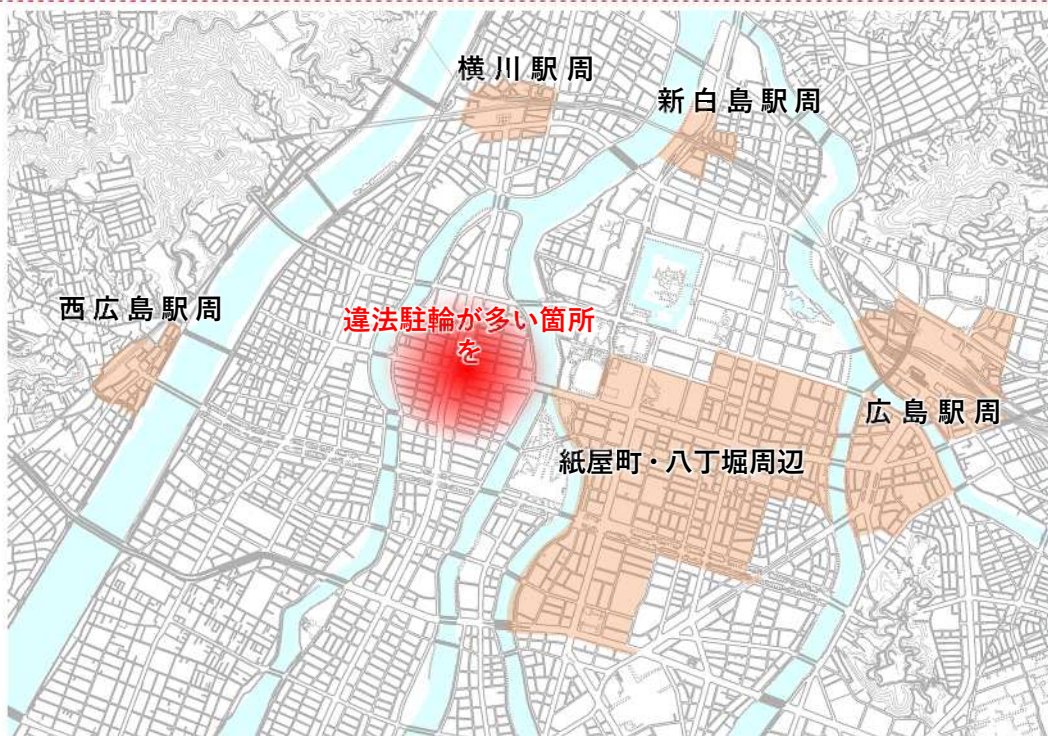 横川駅周
新白島駅周
西広島駅周
違法駐輪が多い箇所
を
広島駅周
紙屋町・八丁堀周辺